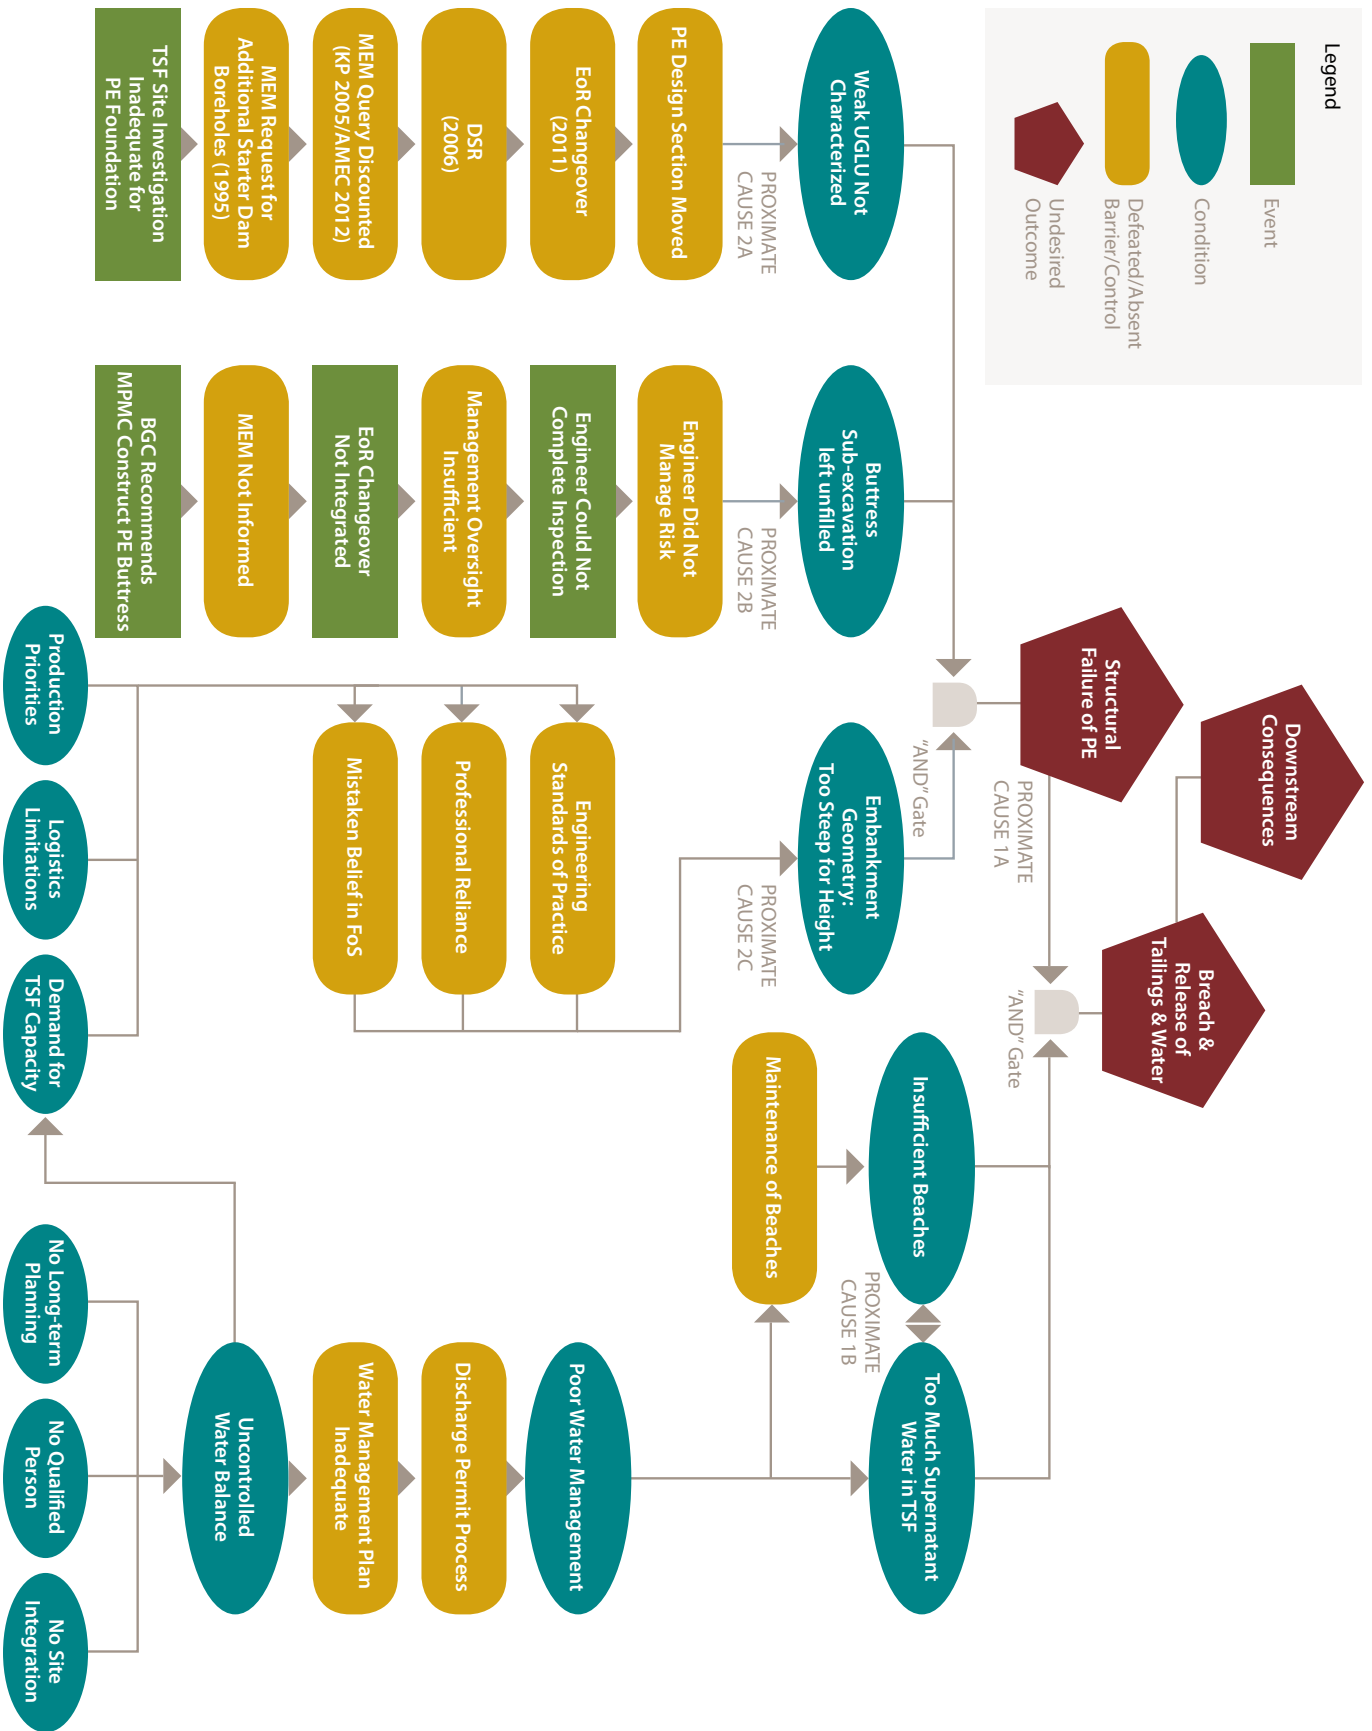 Legend
Event
Condition
Defeated/Absent
Barrier/Control
Undesired
Outcome
Downstream
Consequences
Breach &
Release of
Tailings & Water
Structural
Failure of PE
PROXIMATE
CAUSE 1A
"AND" Gate
"AND" Gate
Weak UGLU Not
Characterized
Buttress
Sub-excavation
left unfilled
Embankment
Geometry:
Too Steep for Height
Insufficient Beaches
Too Much Supernatant
Water in TSF
PROXIMATE
CAUSE 2A
PROXIMATE
CAUSE 2B
PROXIMATE
CAUSE 2C
PROXIMATE
CAUSE 1B
PE Design Section Moved
EoR Changeover
(2011)
DSR
(2006)
MEM Query Discounted
(KP 2005/AMEC 2012)
MEM Request for
Additional Starter Dam
Boreholes (1995)
TSF Site Investigation
Inadequate for
PE Foundation
Engineer Did Not
Manage Risk
Engineer Could Not
Complete Inspection
Management Oversight
Insufficient
EoR Changeover
Not Integrated
MEM Not Informed
BGC Recommends
MPMC Construct PE Buttress
Engineering
Standards of Practice
Professional Reliance
Mistaken Belief in FoS
Maintenance of Beaches
Poor Water Management
Discharge Permit Process
Water Management Plan
Inadequate
Uncontrolled
Water Balance
Production
Priorities
Logistics
Limitations
Demand for
TSF Capacity
No Long-term
Planning
No Qualified
Person
No Site
Integration